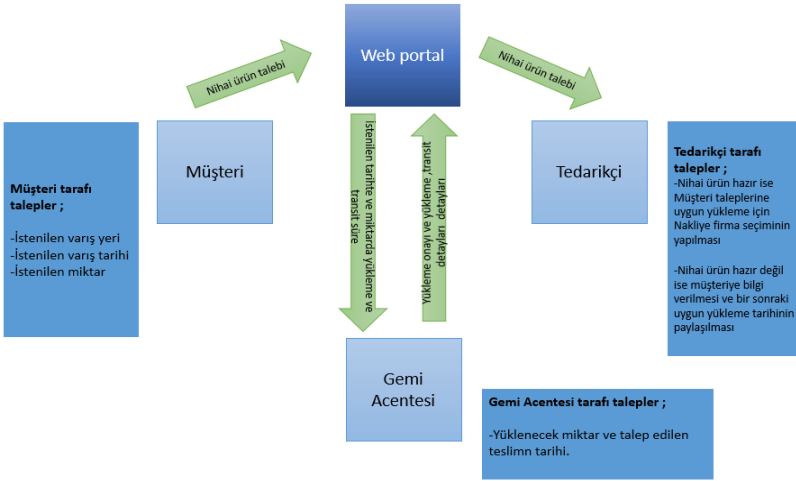 Web portal
Nihai ürün talebi
Nihai ürün talebi
Müşteri
Tedarikçi
Müşteri tarafı
talepler ;
-İstenilen varış yeri
-İstenilen varış tarihi
-İstenilen miktar
İstenilen tarihte ve miktarda yükleme ve
transit süre
Yükleme onayı ve yükleme ,transit
detayları detayları
Tedarikçi tarafı
talepler ;
-Nihai ürün hazır ise
Müşteri taleplerine
uygun yükleme için
Nakliye firma seçiminin
yapılması
-Nihai ürün hazır değil
ise müşteriye bilgi
verilmesi ve bir sonraki
uygun yükleme tarihinin
paylaşılması
Gemi
Acentesi
Gemi Acentesi tarafı talepler ;
-Yüklenecek miktar ve talep edilen
teslimn tarihi.